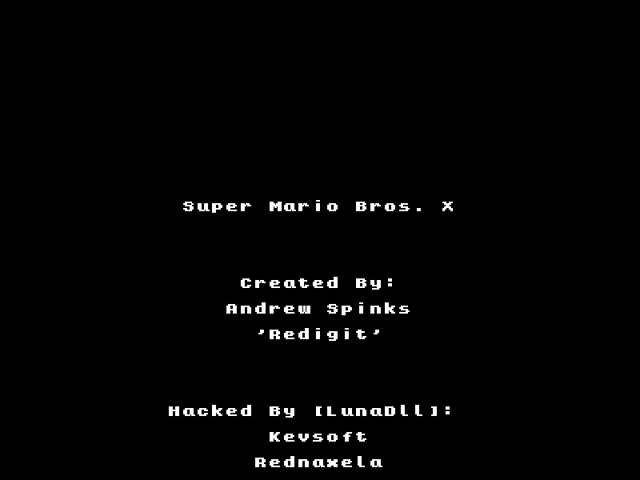 Super Mario Bros. X
Created By:
Andrew Spinks
'Redigit'
Hacked By [LunaDll]:
Kevsoft
Rednaxela